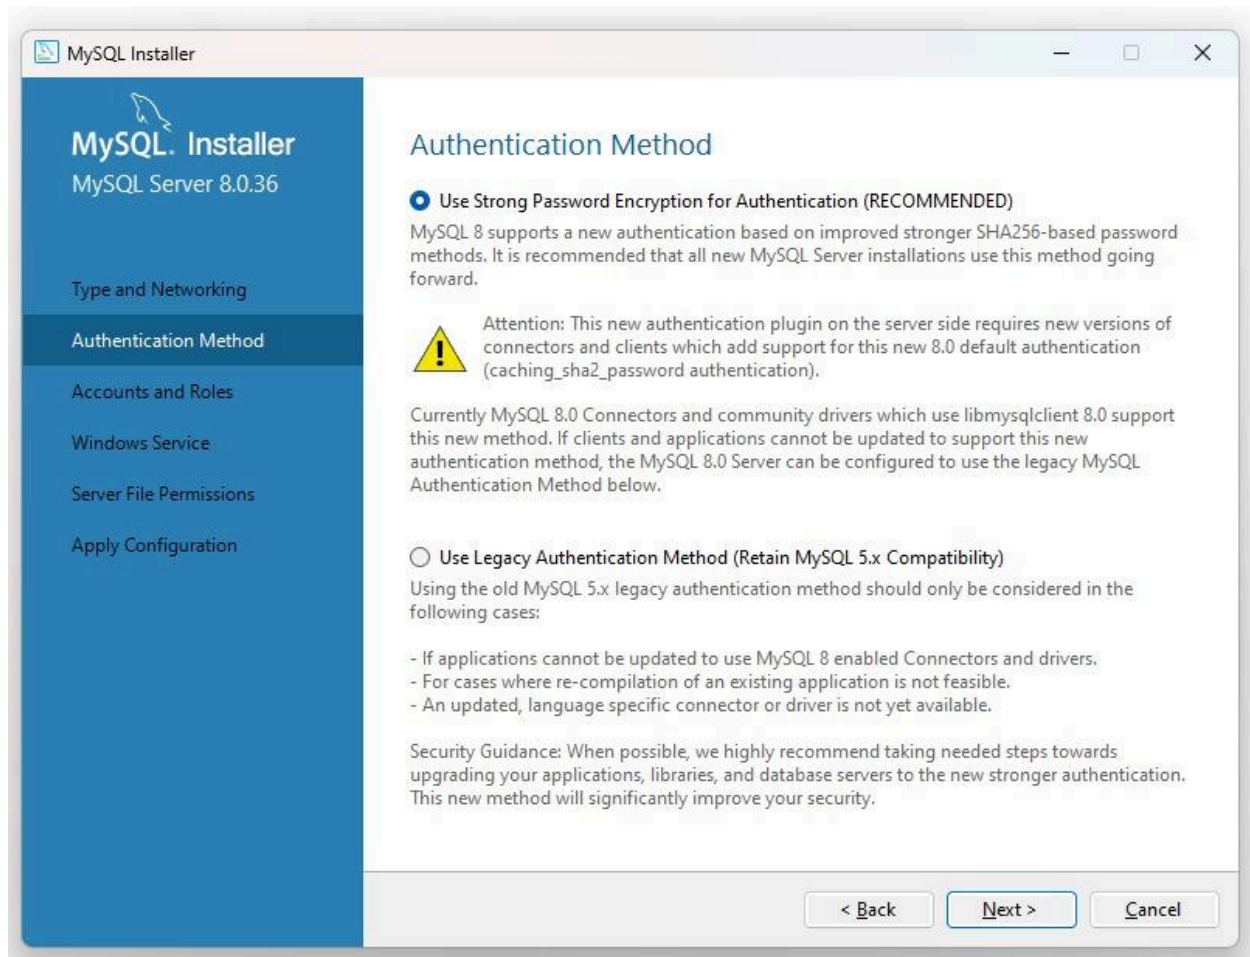 MySQL Installer
MySQL. Installer
MySQL Server 8.0.36
Type and Networking
Authentication Method
Accounts and Roles
Windows Service
Server File Permissions
Apply Configuration
Authentication Method
Use Strong Password Encryption for Authentication (RECOMMENDED)
MySQL 8 supports a new authentication based on improved stronger SHA256-based password
methods. It is recommended that all new MySQL Server installations use this method going
forward.
Attention: This new authentication plugin on the server side requires new versions of
connectors and clients which add support for this new 8.0 default authentication
(caching_sha2_password authentication).
Currently MySQL 8.0 Connectors and community drivers which use libmysqlclient 8.0 support
this new method. If clients and applications cannot be updated to support this new
authentication method, the MySQL 8.0 Server can be configured to use the legacy MySQL
Authentication Method below.
Use Legacy Authentication Method (Retain MySQL 5.x Compatibility)
Using the old MySQL 5.x legacy authentication method should only be considered in the
following cases:
- If applications cannot be updated to use MySQL 8 enabled Connectors and drivers.
- For cases where re-compilation of an existing application is not feasible.
- An updated, language specific connector or driver is not yet available.
Security Guidance: When possible, we highly recommend taking needed steps towards
upgrading your applications, libraries, and database servers to the new stronger authentication.
This new method will significantly improve your security.
< Back Next > Cancel